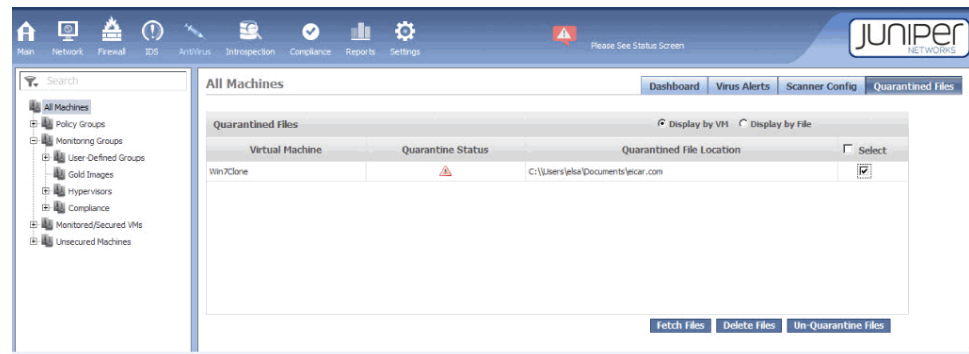 Main Network Firewall IDS AntiVirus Introspection Compliance Reports Settings
Please See Status Screen
JUNIPER
NETWORKS
Search
All Machines
Policy Groups
Monitoring Groups
User-Defined Groups
Gold Images
Hypervisors
Compliance
Monitored/Secured VMs
Unsecured Machines
All Machines
Dashboard Virus Alerts Scanner Config Quarantined Files
Quarantined Files Display by VM Display by File
Virtual Machine Quarantine Status Quarantined File Location Select
Win7Clone C:\\Users\elsa\Documents\eicar.com
Fetch Files Delete Files Un-Quarantine Files